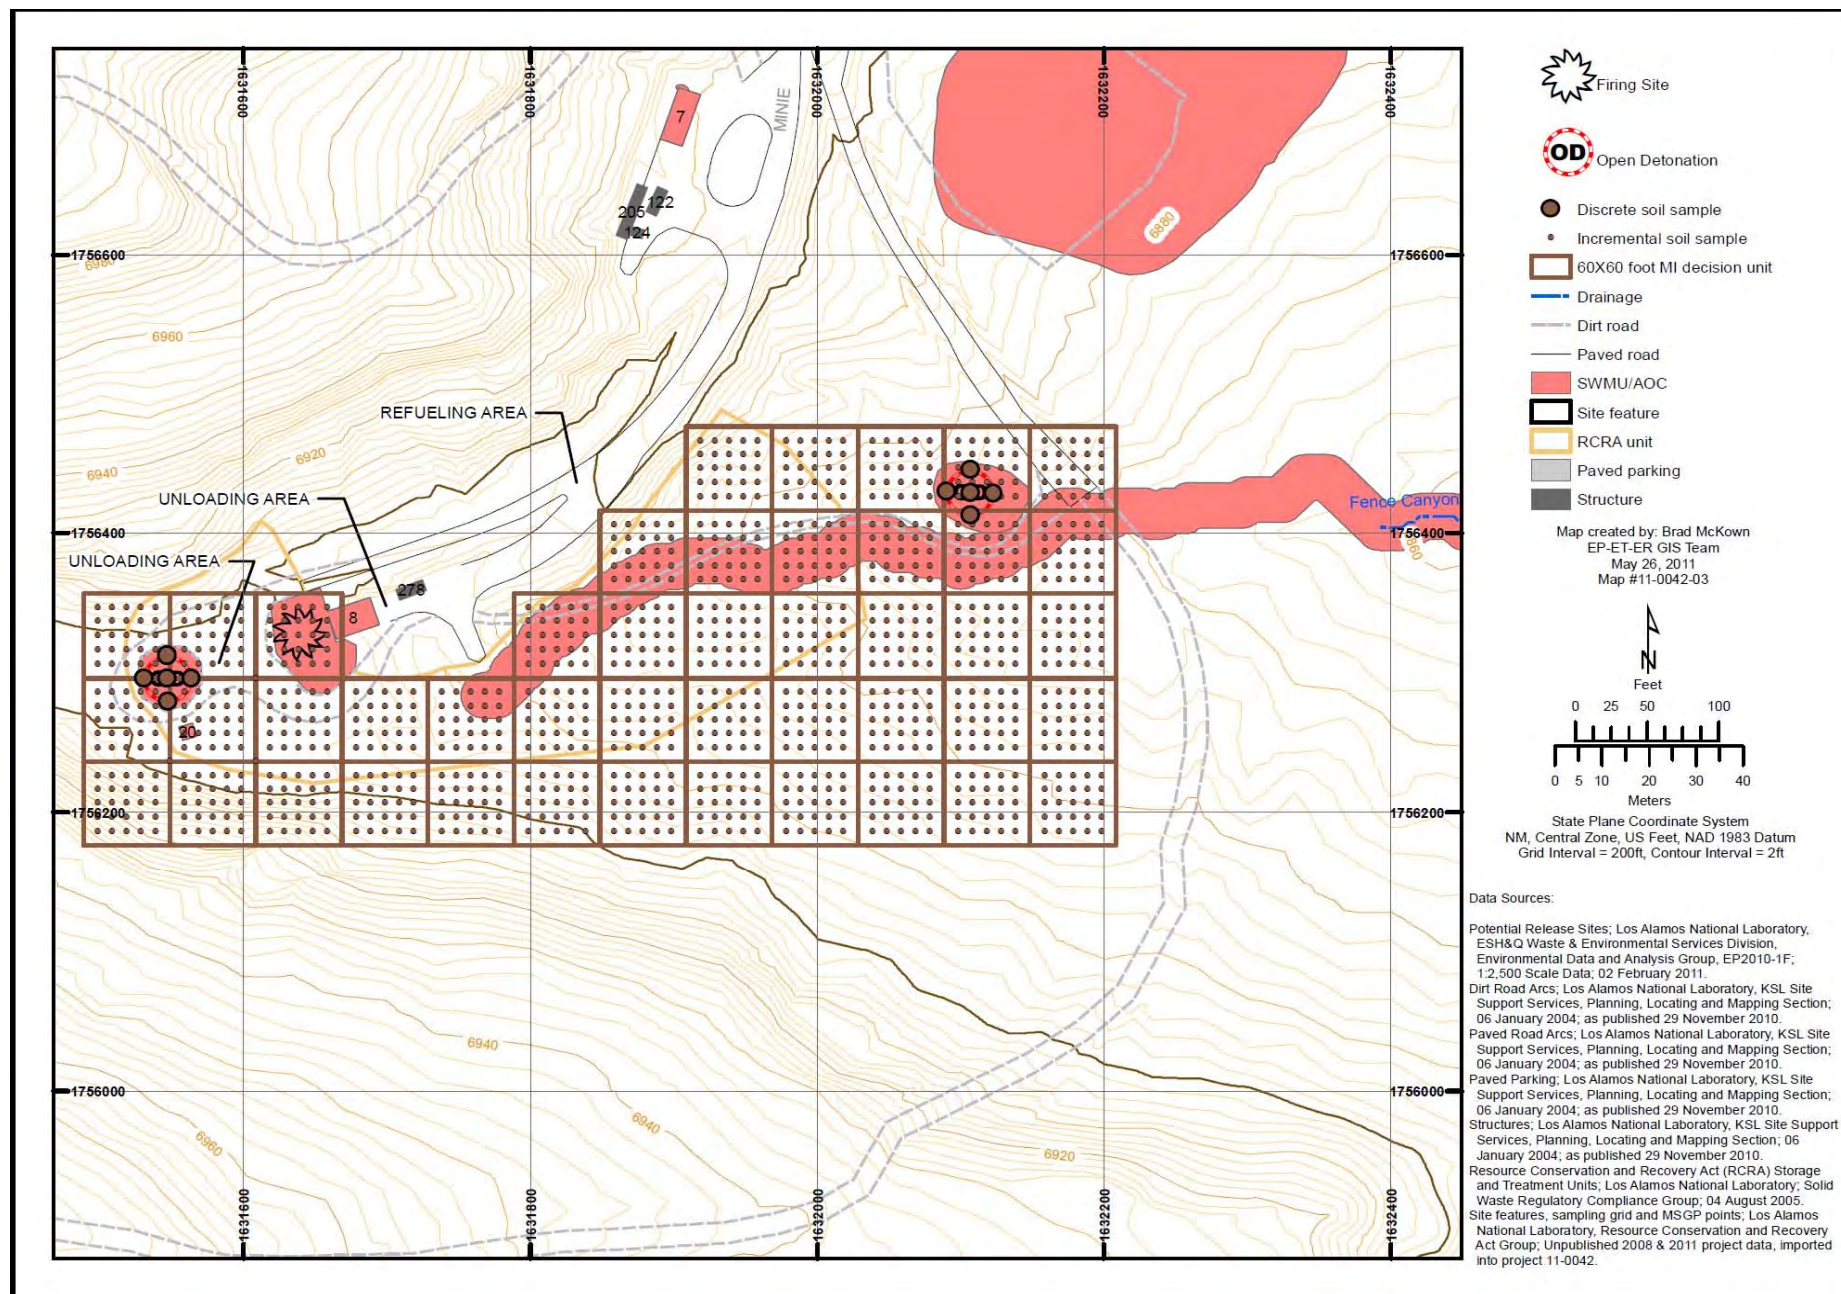 1631600
1631800
1632000
1632200
1632400
MINIE
7
122
205
124
6880
1756600
1756600
6980
6960
REFUELING AREA
6920
6940
UNLOADING AREA
Fence Canyon
1756400
1756400
6860
UNLOADING AREA
278
8
20
1756200
1756200
6940
1756000
1756000
6940
6960
6920
1631600
1631800
1632000
1632200
1632400
Firing Site
OD
Open Detonation
Discrete soil sample
Incremental soil sample
60X60 foot MI decision unit
Drainage
Dirt road
Paved road
SWMU/AOC
Site feature
RCRA unit
Paved parking
Structure
Map created by: Brad McKown
EP-ET-ER GIS Team
May 26, 2011
Map #11-0042-03
N
Feet
0 25 50 100
0 5 10 20 30 40
Meters
State Plane Coordinate System
NM, Central Zone, US Feet, NAD 1983 Datum
Grid Interval = 200ft, Contour Interval = 2ft
Data Sources:
Potential Release Sites; Los Alamos National Laboratory,
ESH&Q Waste & Environmental Services Division,
Environmental Data and Analysis Group, EP2010-1F;
1:2,500 Scale Data; 02 February 2011.
Dirt Road Arcs; Los Alamos National Laboratory, KSL Site
Support Services, Planning, Locating and Mapping Section;
06 January 2004; as published 29 November 2010.
Paved Road Arcs; Los Alamos National Laboratory, KSL Site
Support Services, Planning, Locating and Mapping Section;
06 January 2004; as published 29 November 2010.
Paved Parking; Los Alamos National Laboratory, KSL Site
Support Services, Planning, Locating and Mapping Section;
06 January 2004; as published 29 November 2010.
Structures; Los Alamos National Laboratory, KSL Site Support
Services, Planning, Locating and Mapping Section; 06
January 2004; as published 29 November 2010.
Resource Conservation and Recovery Act (RCRA) Storage
and Treatment Units; Los Alamos National Laboratory; Solid
Waste Regulatory Compliance Group; 04 August 2005.
Site features, sampling grid and MSGP points; Los Alamos
National Laboratory, Resource Conservation and Recovery
Act Group; Unpublished 2008 & 2011 project data, imported
into project 11-0042.